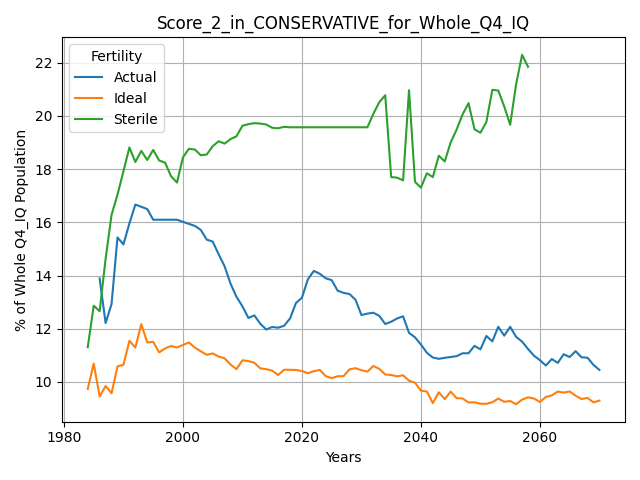 Score_2_in_CONSERVATIVE_for_Whole_Q4_IQ
Fertility
Actual
Ideal
Sterile
% of Whole Q4_IQ Population
22
20
18
16
14
12
10
1980
2000
2020
2040
2060
Years